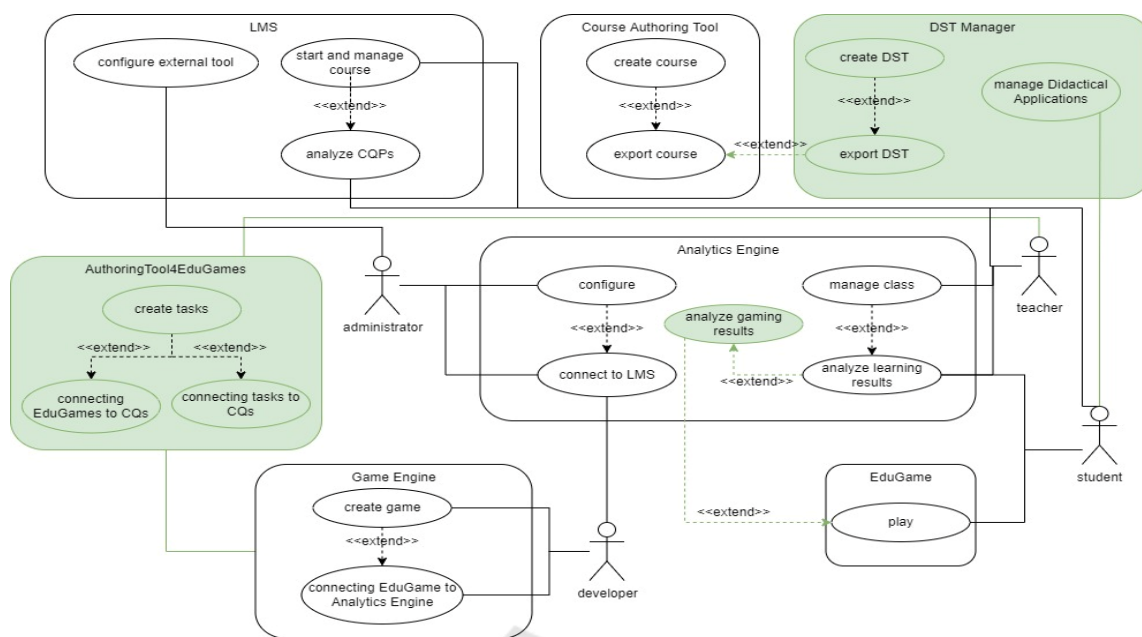 LMS
configure external tool
start and manage
course
<<extend>>
analyze CQPs
Course Authoring Tool
create course
<<extend>>
export course
DST Manager
create DST
<<extend>>
export DST
manage Didactical
Applications
<<extend>>
AuthoringTool4EduGames
create tasks
<<extend>>
<<extend>>
connecting
EduGames to CQs
connecting tasks to
CQs
administrator
Analytics Engine
configure
<<extend>>
connect to LMS
analyze gaming
results
manage class
<<extend>>
analyze learning
results
<<extend>>
teacher
student
Game Engine
create game
<<extend>>
connecting EduGame to
Analytics Engine
developer
<<extend>>
EduGame
play